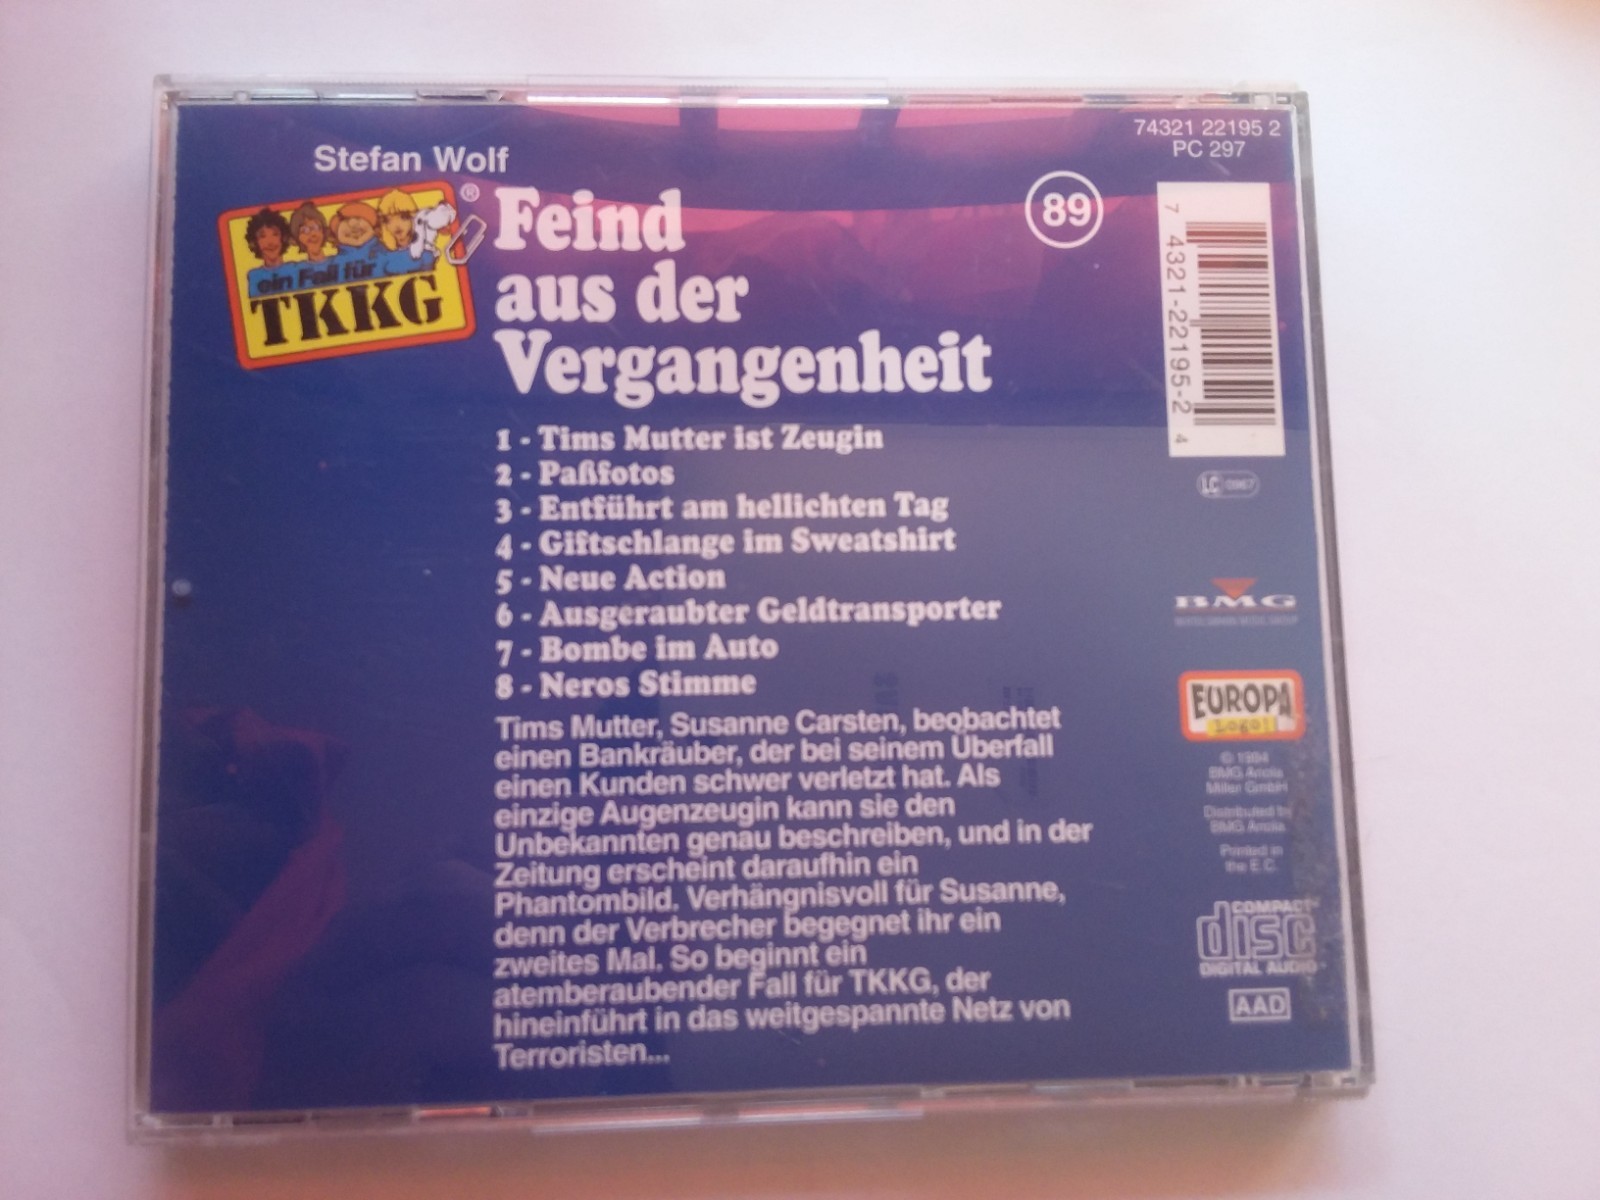 Stefan Wolf
74321 22195 2
PC 297
ein Fall für
TKKG
®
Feind
aus der
Vergangenheit
89
7 4321-22195-2 4
1 - Tims Mutter ist Zeugin
2 - Paßfotos
3 - Entführt am hellichten Tag
4 - Giftschlange im Sweatshirt
5 - Neue Action
6 - Ausgeraubter Geldtransporter
7 - Bombe im Auto
8 - Neros Stimme
Tims Mutter, Susanne Carsten, beobachtet
einen Bankräuber, der bei seinem Überfall
einen Kunden schwer verletzt hat. Als
einzige Augenzeugin kann sie den
Unbekannten genau beschreiben, und in der
Zeitung erscheint daraufhin ein
Phantombild. Verhängnisvoll für Susanne,
denn der Verbrecher begegnet ihr ein
zweites Mal. So beginnt ein
atemberaubender Fall für TKKG, der
hineinführt in das weitgespannte Netz von
Terroristen...
LC 0967
BMG
EUROPA
LOGO!
© 1994
BMG Ariola
Miller GmbH
Distributed by
BMG Ariola
Printed in
the E.C.
COMPACT
disc
DIGITAL AUDIO
AAD